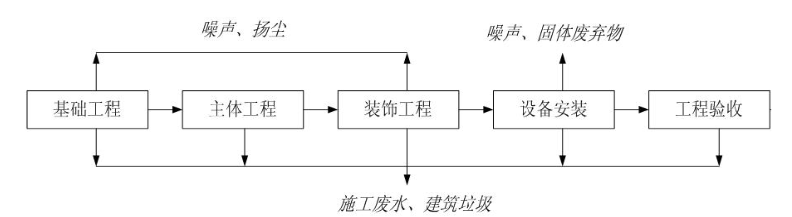 噪声、扬尘
噪声、固体废弃物
基础工程
主体工程
装饰工程
设备安装
工程验收
施工废水、建筑垃圾